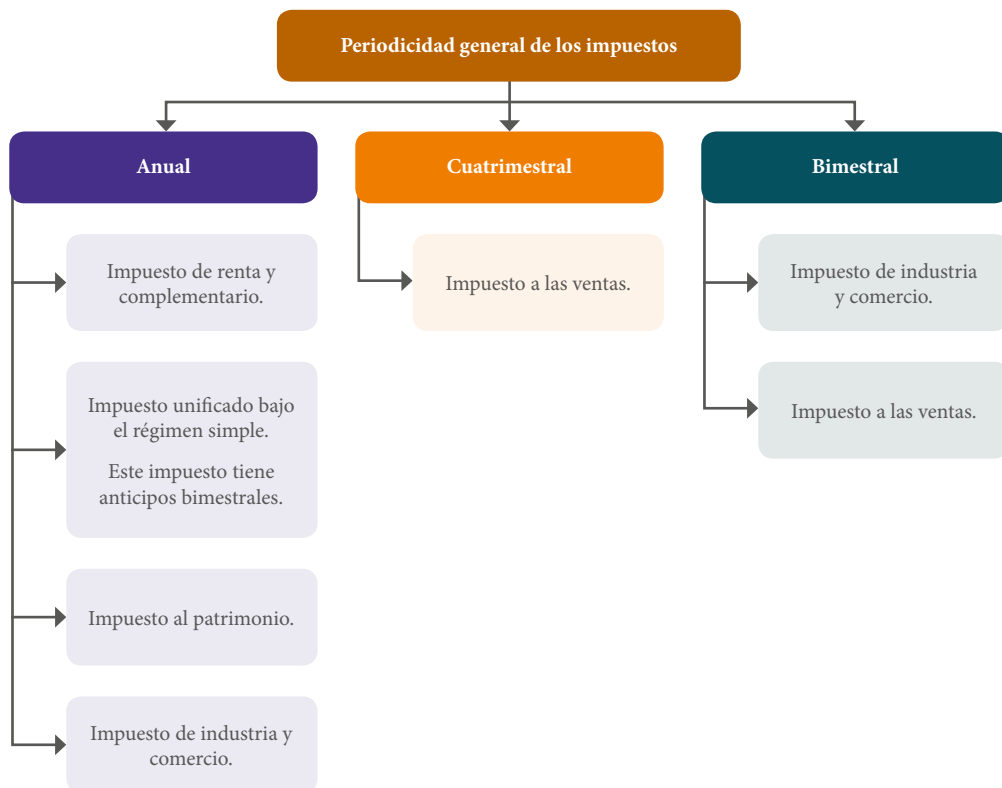 Periodicidad general de los impuestos
Anual
Impuesto de renta y
complementario.
Impuesto unificado bajo
el régimen simple.
Este impuesto tiene
anticipos bimestrales.
Impuesto al patrimonio.
Impuesto de industria y
comercio.
Cuatrimestral
Impuesto a las ventas.
Bimestral
Impuesto de industria
y comercio.
Impuesto a las ventas.